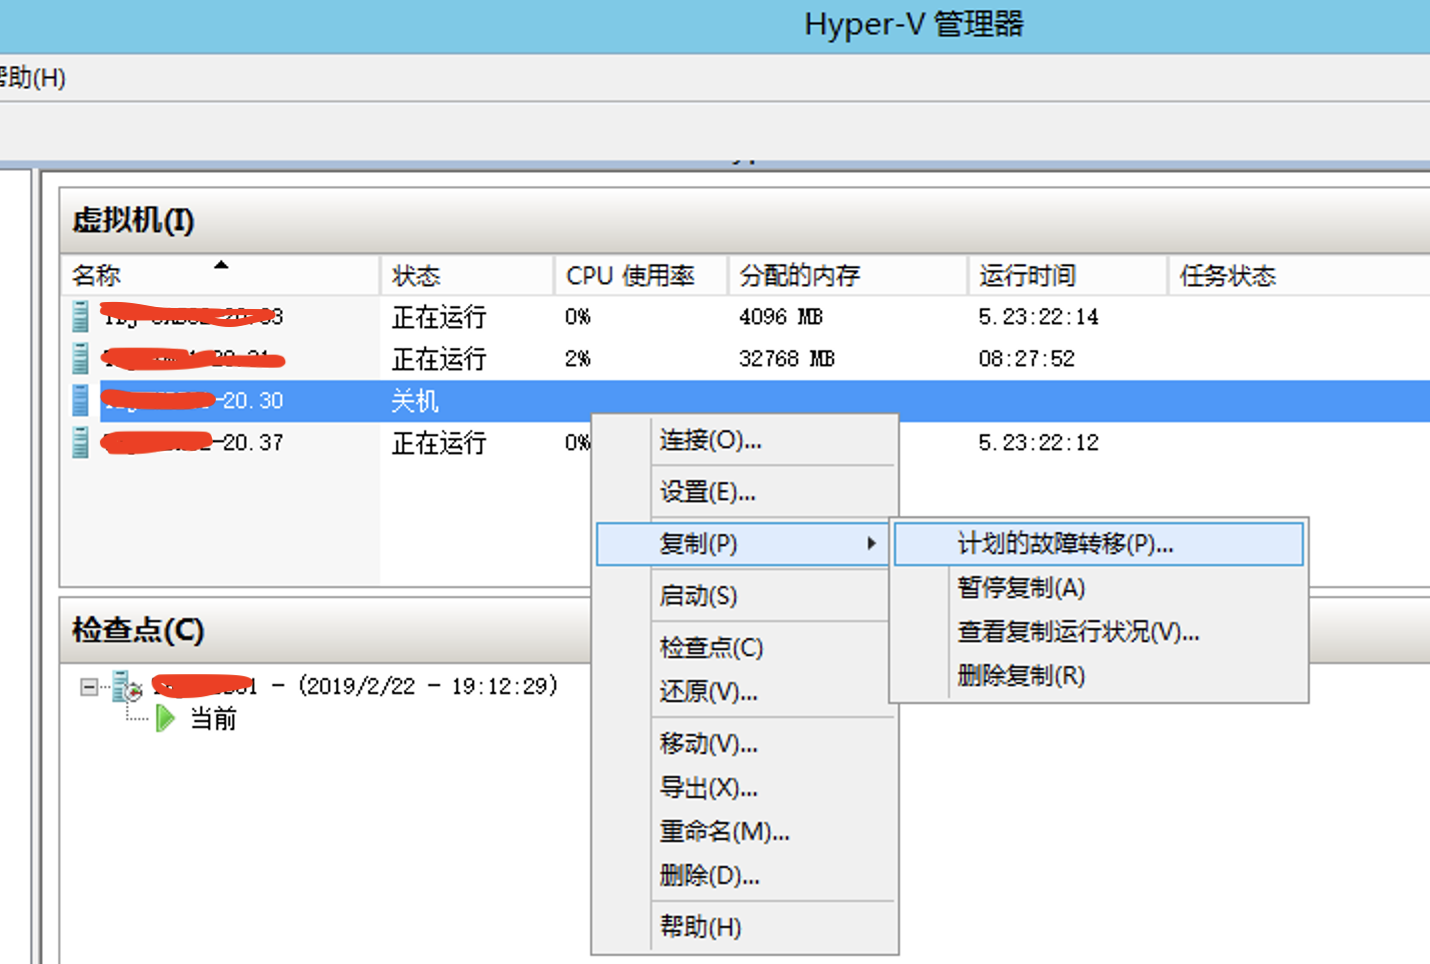 Hyper-V 管理器
帮助(H)
虚拟机(I)
名称 状态 CPU 使用率 分配的内存 运行时间 任务状态
正在运行 0% 4096 MB 5.23:22:14
正在运行 2% 32768 MB 08:27:52
-20.30 关机
-20.37 正在运行 0% 5.23:22:12
连接(O)...
设置(E)...
复制(P)
计划的故障转移(P)...
暂停复制(A)
查看复制运行状况(V)...
删除复制(R)
启动(S)
检查点(C)
还原(V)...
移动(V)...
导出(X)...
重命名(M)...
删除(D)...
帮助(H)
检查点(C)
- (2019/2/22 - 19:12:29)
当前